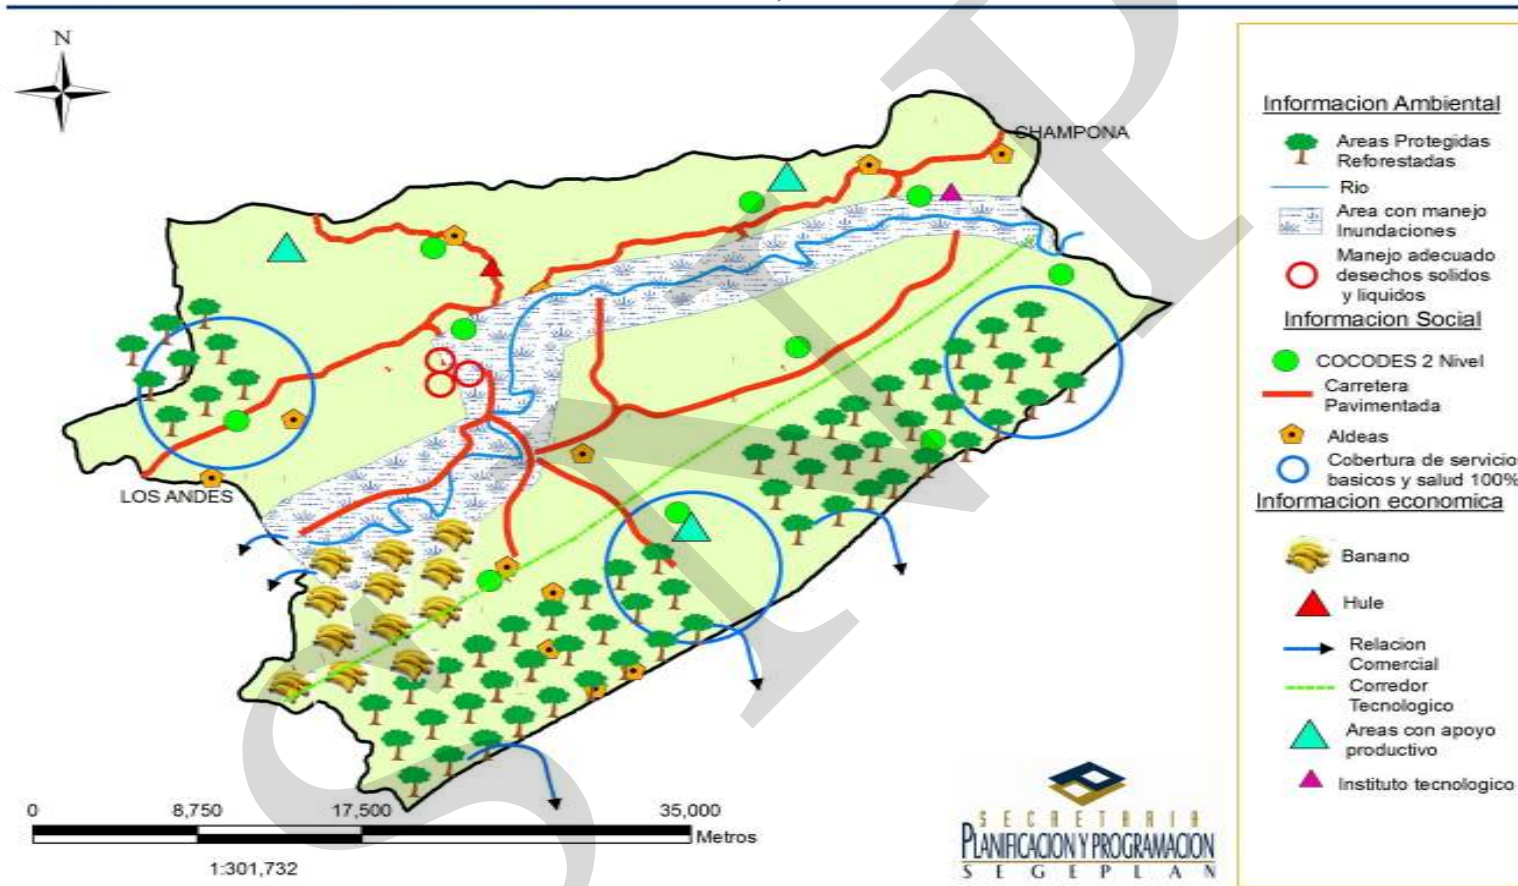 N
CHAMPONA
LOS ANDES
0 8,750 17,500 35,000
Metros
1:301,732
SECRETARIA
PLANIFICACION Y PROGRAMACION
SEGEPLAN
Informacion Ambiental
Areas Protegidas
Reforestadas
Rio
Area con manejo
Inundaciones
Manejo adecuado
desechos solidos
y liquidos
Informacion Social
COCODES 2 Nivel
Carretera
Pavimentada
Aldeas
Cobertura de servicio
basicos y salud 100%
Informacion economica
Banano
Hule
Relacion
Comercial
Corredor
Tecnologico
Areas con apoyo
productivo
Instituto tecnologico